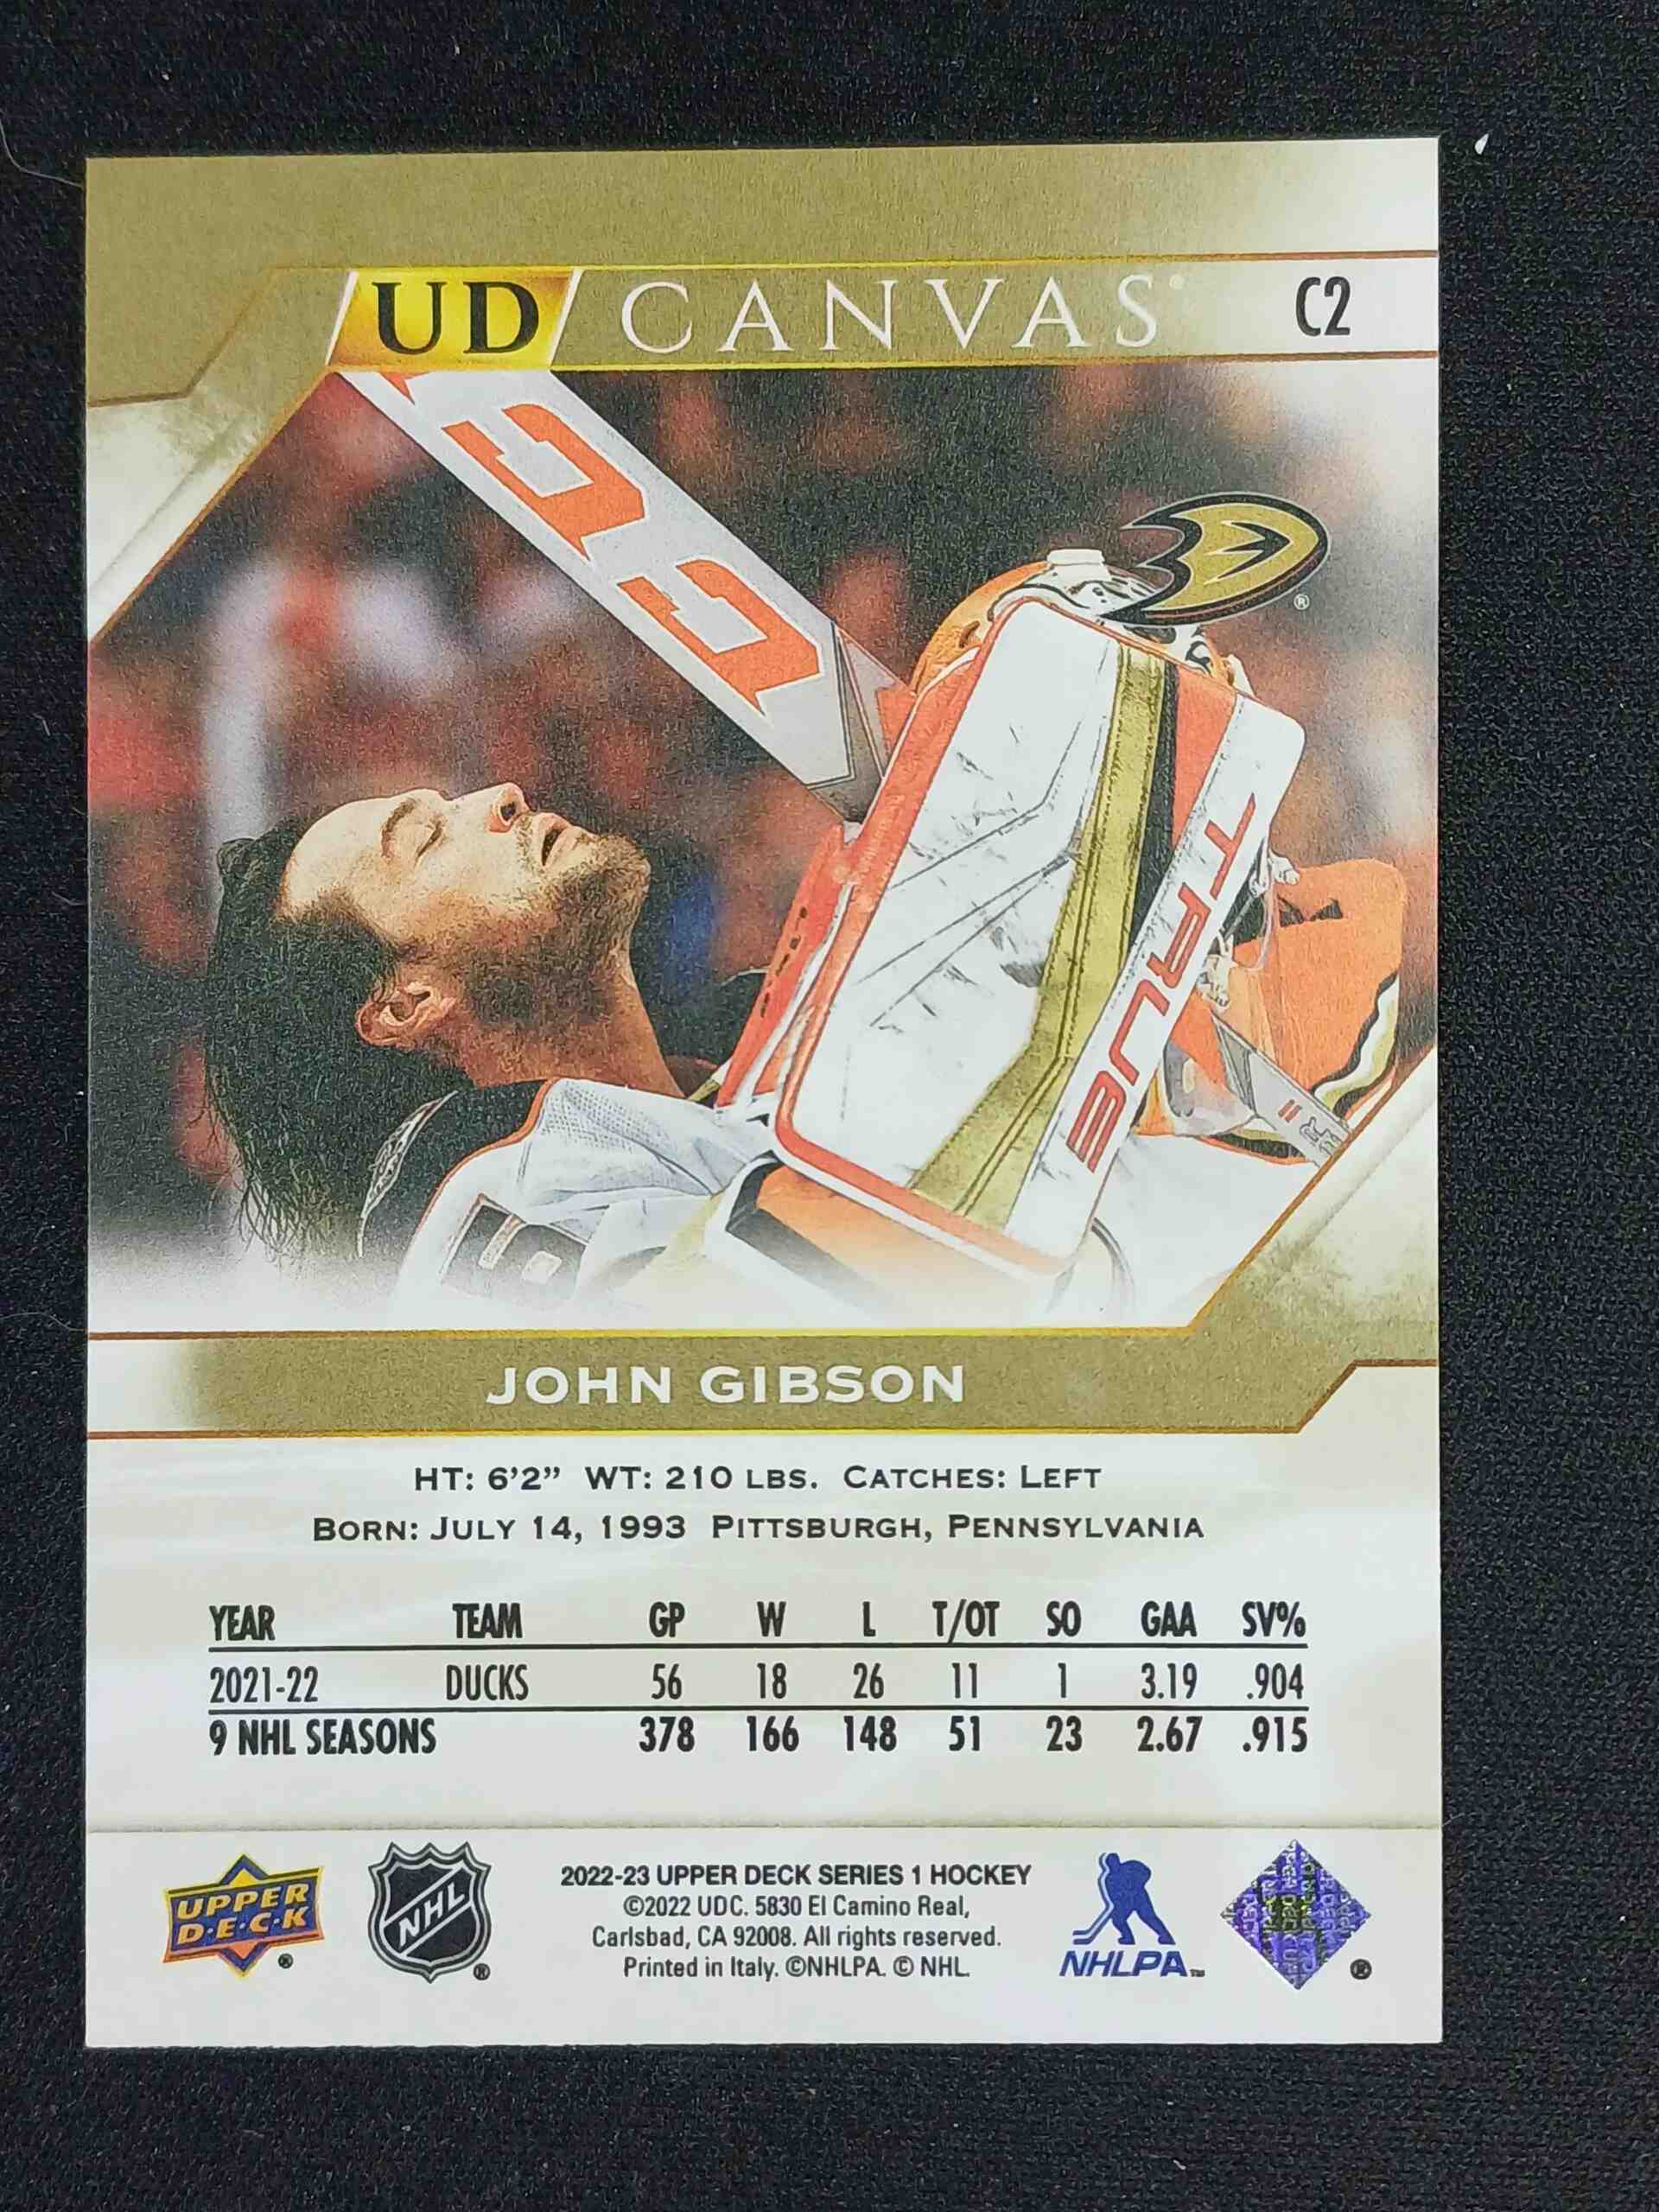 UD CANVAS C2
TRUE
JOHN GIBSON
HT: 6'2” WT: 210 LBS. CATCHES: LEFT
BORN: JULY 14, 1993 PITTSBURGH, PENNSYLVANIA
YEAR TEAM GP W L T/OT SO GAA SV%
2021-22 DUCKS 56 18 26 11 1 3.19 .904
9 NHL SEASONS 378 166 148 51 23 2.67 .915
UPPER
D·E·C·K ®
NHL ®
2022-23 UPPER DECK SERIES 1 HOCKEY
©2022 UDC. 5830 El Camino Real,
Carlsbad, CA 92008. All rights reserved.
Printed in Italy. ©NHLPA. © NHL.
NHLPA™
®